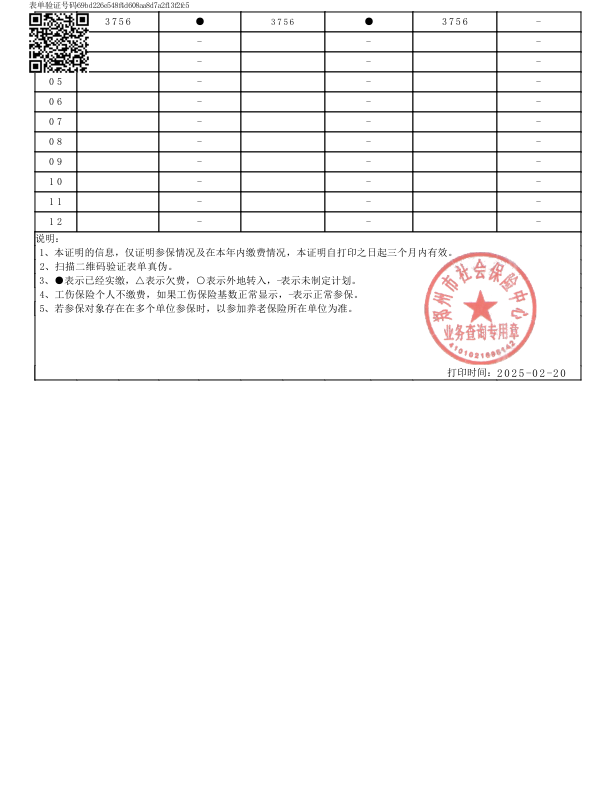 表单验证号码69bd226e548f4d608aa8d7a2f13f2fc5
3756 ● 3756 ● 3756 -
- - -
- - -
05 - - -
06 - - -
07 - - -
08 - - -
09 - - -
10 - - -
11 - - -
12 - - -
说明:
1、本证明的信息，仅证明参保情况及在本年内缴费情况，本证明自打印之日起三个月内有效。
2、扫描二维码验证表单真伪。
3、●表示已经实缴，△表示欠费，○表示外地转入，-表示未制定计划。
4、工伤保险个人不缴费，如果工伤保险基数正常显示，-表示正常参保。
5、若参保对象存在在多个单位参保时，以参加养老保险所在单位为准。
郑州市社会保险中心
业务查询专用章
打印时间：2025-02-20